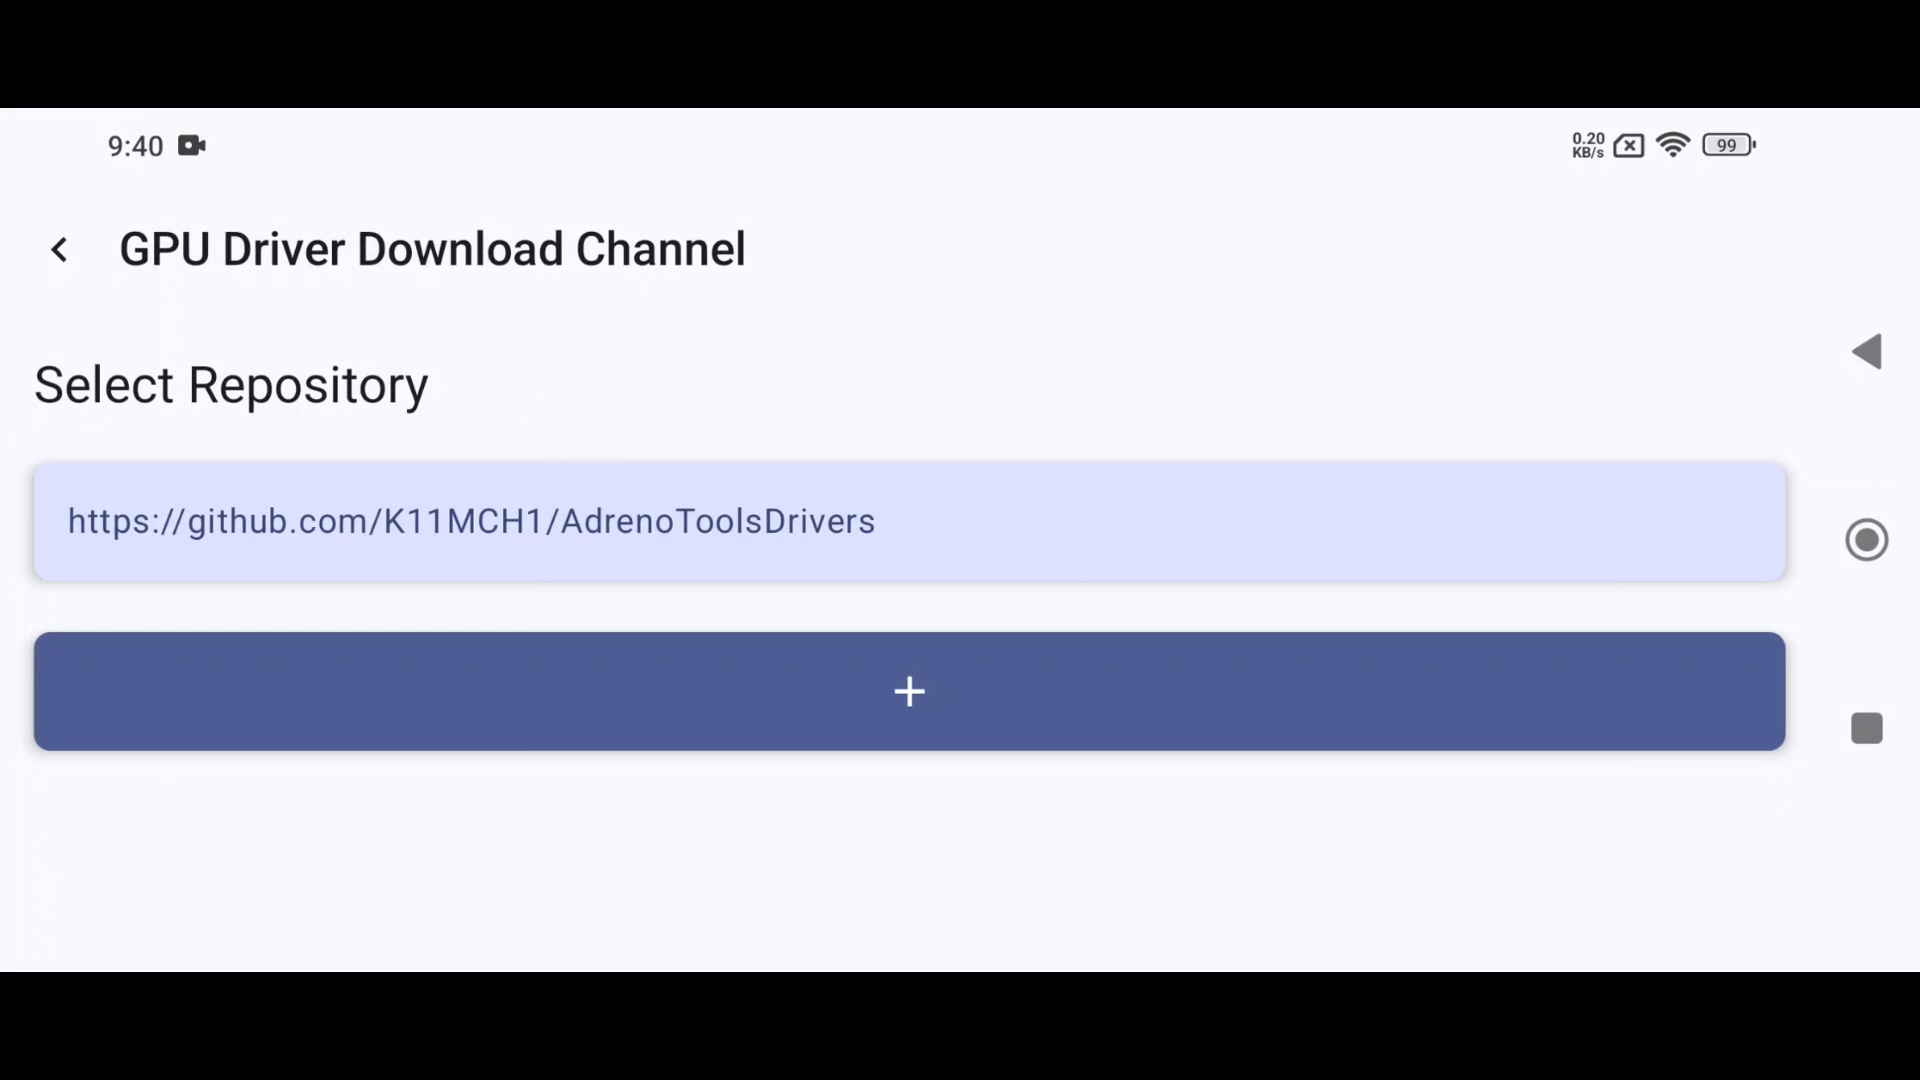 9:40
0.20
KB/s
99
GPU Driver Download Channel
Select Repository
https://github.com/K11MCH1/AdrenoToolsDrivers
+